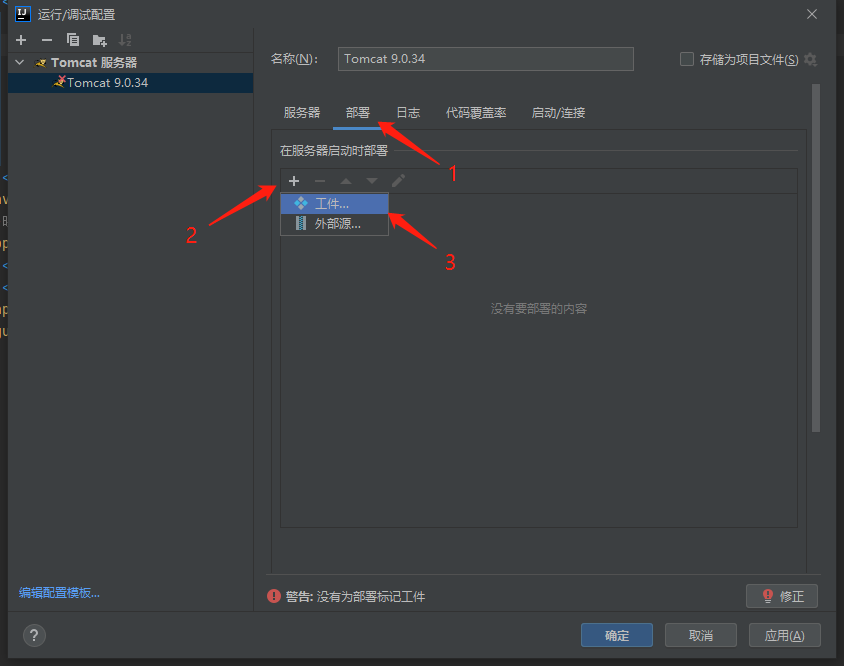 运行/调试配置
Tomcat 服务器
Tomcat 9.0.34
名称(N):
Tomcat 9.0.34
存储为项目文件(S)
服务器 部署 日志 代码覆盖率 启动/连接
在服务器启动时部署
1
2
工件...
外部源...
3
没有要部署的内容
编辑配置模板...
警告: 没有为部署标记工件
修正
?
确定 取消 应用(A)